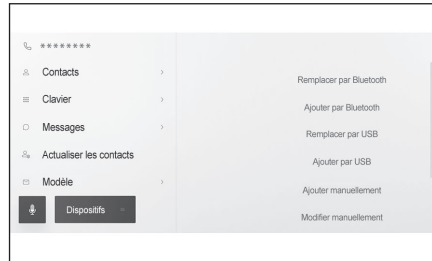 ********
Contacts
Clavier
Messages
Actualiser les contacts
Modèle
Dispositifs
Remplacer par Bluetooth
Ajouter par Bluetooth
Remplacer par USB
Ajouter par USB
Ajouter manuellement
Modifier manuellement